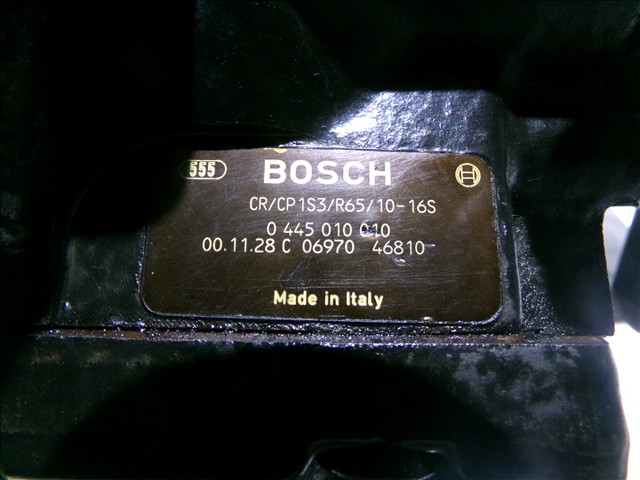 555 BOSCH
CR/CP1S3/R65/10-16S
0 445 010 010
00.11.28 C 06970 46810
Made in Italy